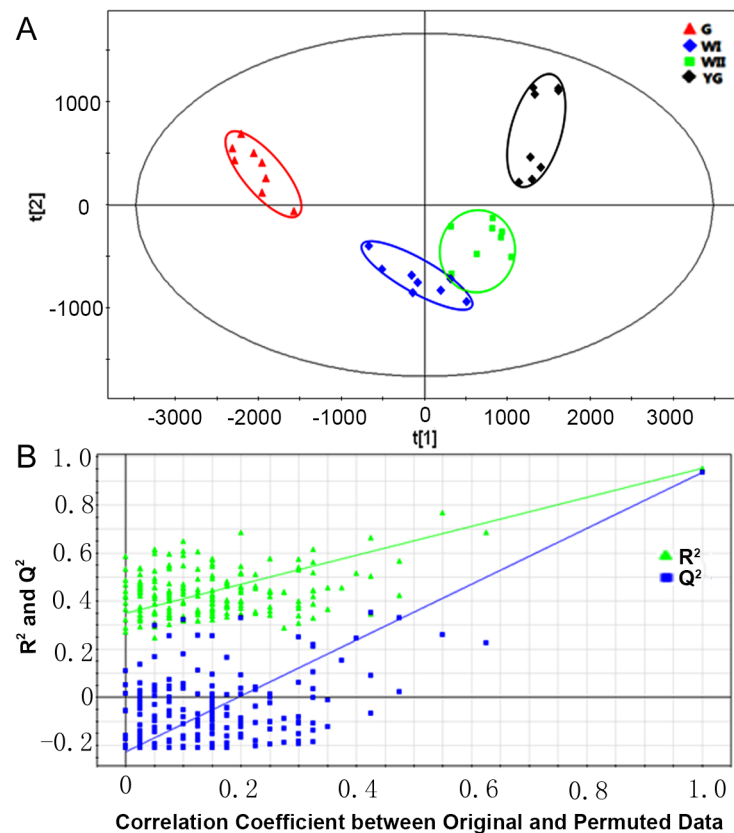 A
G
WI
WII
YG
1000
0
-1000
t[2]
-3000 -2000 -1000 0 1000 2000 3000
t[1]
B
1.0
0.8
0.6
0.4
0.2
0
-0.2
R² and Q²
R²
Q²
0 0.2 0.4 0.6 0.8 1.0
Correlation Coefficient between Original and Permuted Data